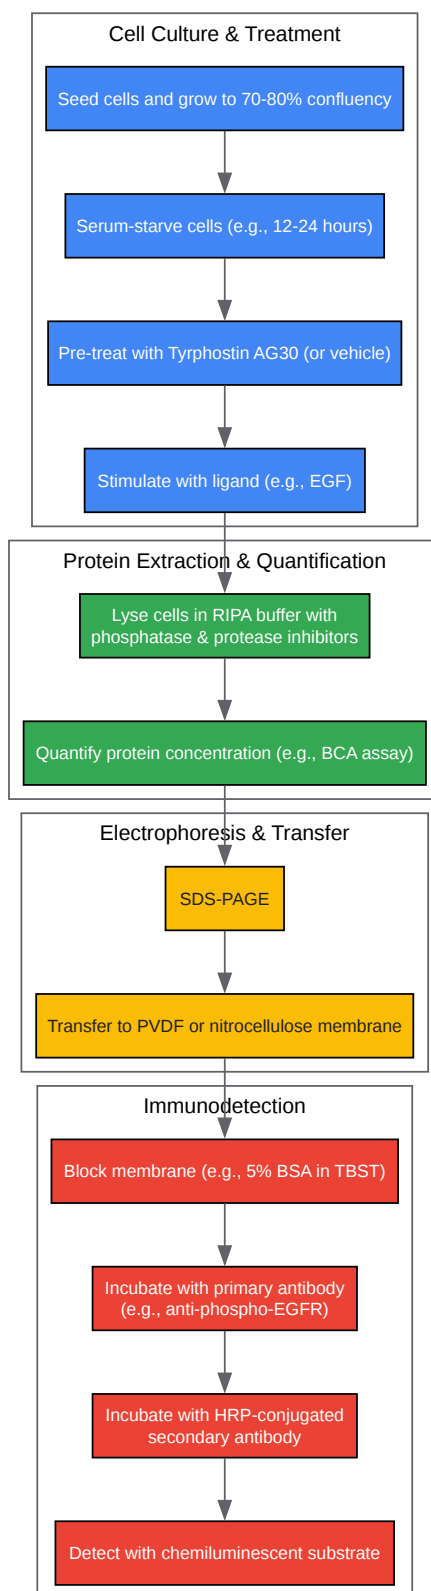 Cell Culture & Treatment
Seed cells and grow to 70-80% confluency
Serum-starve cells (e.g., 12-24 hours)
Pre-treat with Tyrphostin AG30 (or vehicle)
Stimulate with ligand (e.g., EGF)
Protein Extraction & Quantification
Lyse cells in RIPA buffer with
phosphatase & protease inhibitors
Quantify protein concentration (e.g., BCA assay)
Electrophoresis & Transfer
SDS-PAGE
Transfer to PVDF or nitrocellulose membrane
Immunodetection
Block membrane (e.g., 5% BSA in TBST)
Incubate with primary antibody
(e.g., anti-phospho-EGFR)
Incubate with HRP-conjugated
secondary antibody
Detect with chemiluminescent substrate